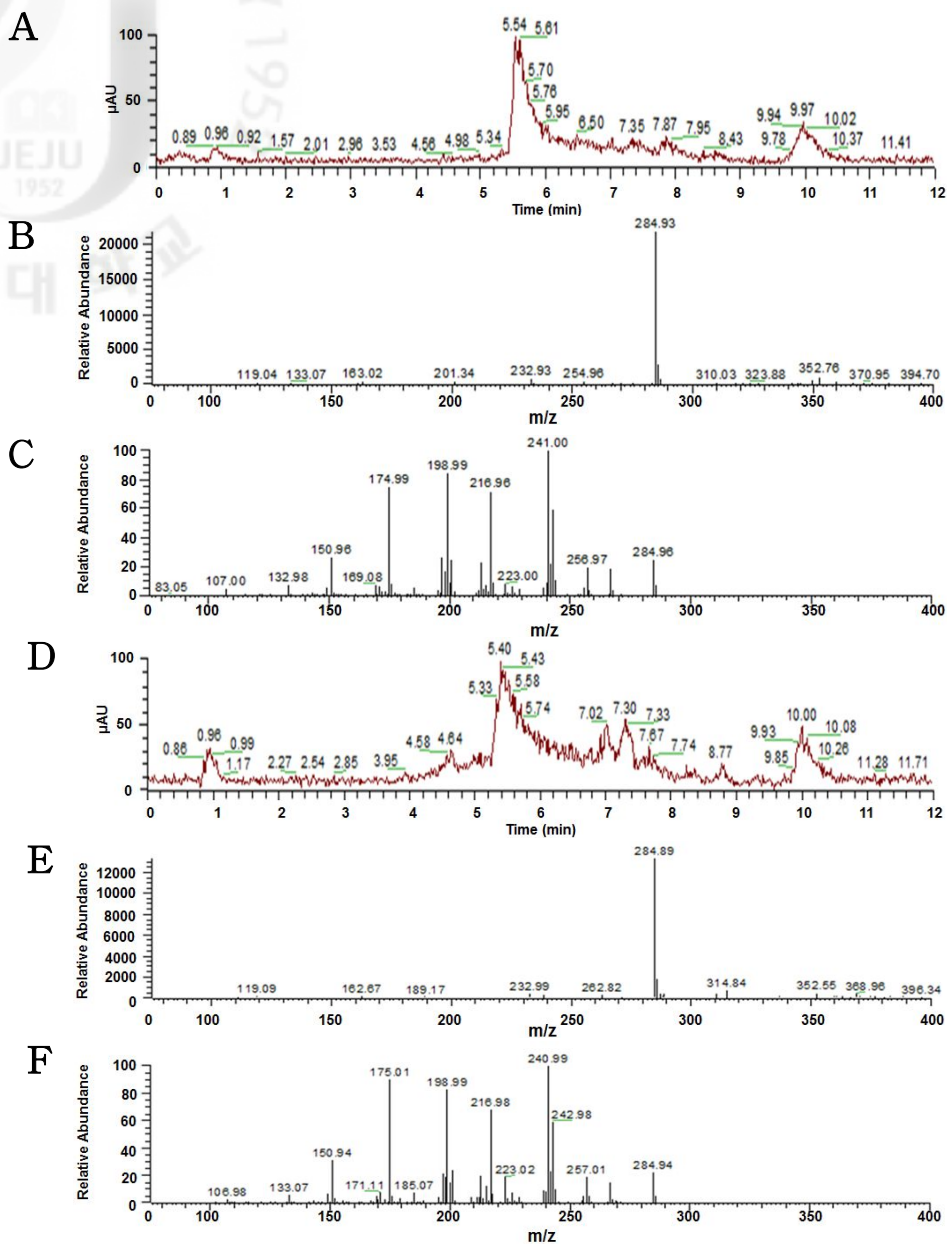 1952
JEJU
1952
대
A
100
50
0
µAU
0.89 0.96 0.92 1.57 2.01 2.96 3.53 4.56 4.98 5.34 5.54 5.61 5.70 5.76 5.95 6.50 7.35 7.87 7.95 8.43 9.78 9.94 9.97 10.02 10.37 11.41
0 1 2 3 4 5 6 7 8 9 10 11 12
Time (min)
B
Relative Abundance
20000
15000
10000
5000
0
119.04 133.07 163.02 201.34 232.93 254.96 284.93 310.03 323.88 352.76 370.95 394.70
0 100 150 200 250 300 350 400
m/z
C
Relative Abundance
100
80
60
40
20
0
83.05 107.00 132.98 150.96 169.08 174.99 198.99 216.96 223.00 241.00 256.97 284.96
0 100 150 200 250 300 350 400
m/z
D
100
50
0
µAU
0.86 0.96 0.99 1.17 2.27 2.54 2.85 3.95 4.58 4.64 5.33 5.40 5.43 5.58 5.74 7.02 7.30 7.33 7.67 7.74 8.77 9.85 9.93 10.00 10.08 10.26 11.28 11.71
0 1 2 3 4 5 6 7 8 9 10 11 12
Time (min)
E
Relative Abundance
12000
10000
8000
6000
4000
2000
0
119.09 162.67 189.17 232.99 262.82 284.89 314.84 352.55 368.96 396.34
0 100 150 200 250 300 350 400
m/z
F
Relative Abundance
100
80
60
40
20
0
106.98 133.07 150.94 171.11 175.01 185.07 198.99 216.98 223.02 240.99 242.98 257.01 284.94
0 100 150 200 250 300 350 400
m/z